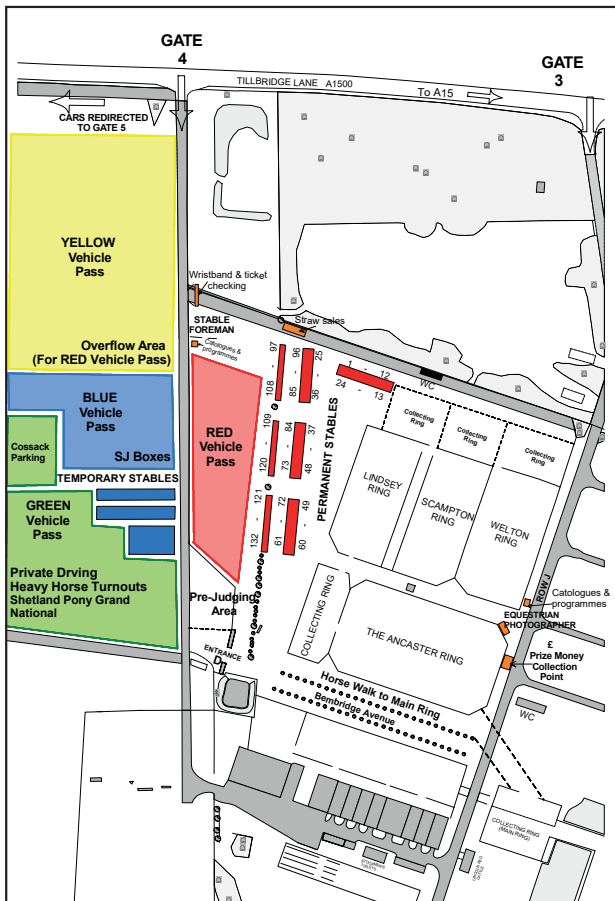 GATE
4
GATE
3
TILLBRIDGE LANE A1500
To A15
CARS REDIRECTED
TO GATE 5
YELLOW
Vehicle
Pass
Overflow Area
(For RED Vehicle Pass)
Wristband & ticket
checking
STABLE
FOREMAN
Straw sales
Catologues &
programmes
BLUE
Vehicle
Pass
SJ Boxes
Cossack
Parking
TEMPORARY STABLES
GREEN
Vehicle
Pass
Private Drving
Heavy Horse Turnouts
Shetland Pony Grand
National
RED
Vehicle
Pass
97
-
108
96
-
85
25
-
36
1 - 12
24 - 13
109
-
120
84
-
73
37
-
48
121
-
132
72
-
61
49
-
60
PERMANENT STABLES
WC
Collecting
Ring
Collecting
Ring
Collecting
Ring
LINDSEY
RING
SCAMPTON
RING
WELTON
RING
ROW J
Catologues &
programmes
EQUESTRIAN
PHOTOGRAPHER
£
Prize Money
Collection
Point
Pre-Judging
Area
ENTRANCE
D
COLLECTING RING
THE ANCASTER RING
Horse Walk to Main Ring
Bembridge Avenue
WC
COLLECTING RING
(MAIN RING)